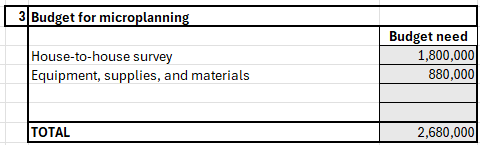 3 Budget for microplanning
Budget need
House-to-house survey 1,800,000
Equipment, supplies, and materials 880,000
TOTAL 2,680,000